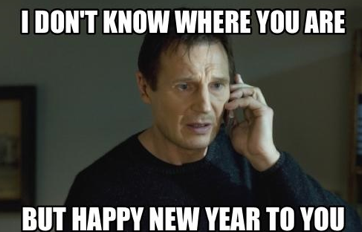 I DON'T KNOW WHERE YOU ARE
BUT HAPPY NEW YEAR TO YOU